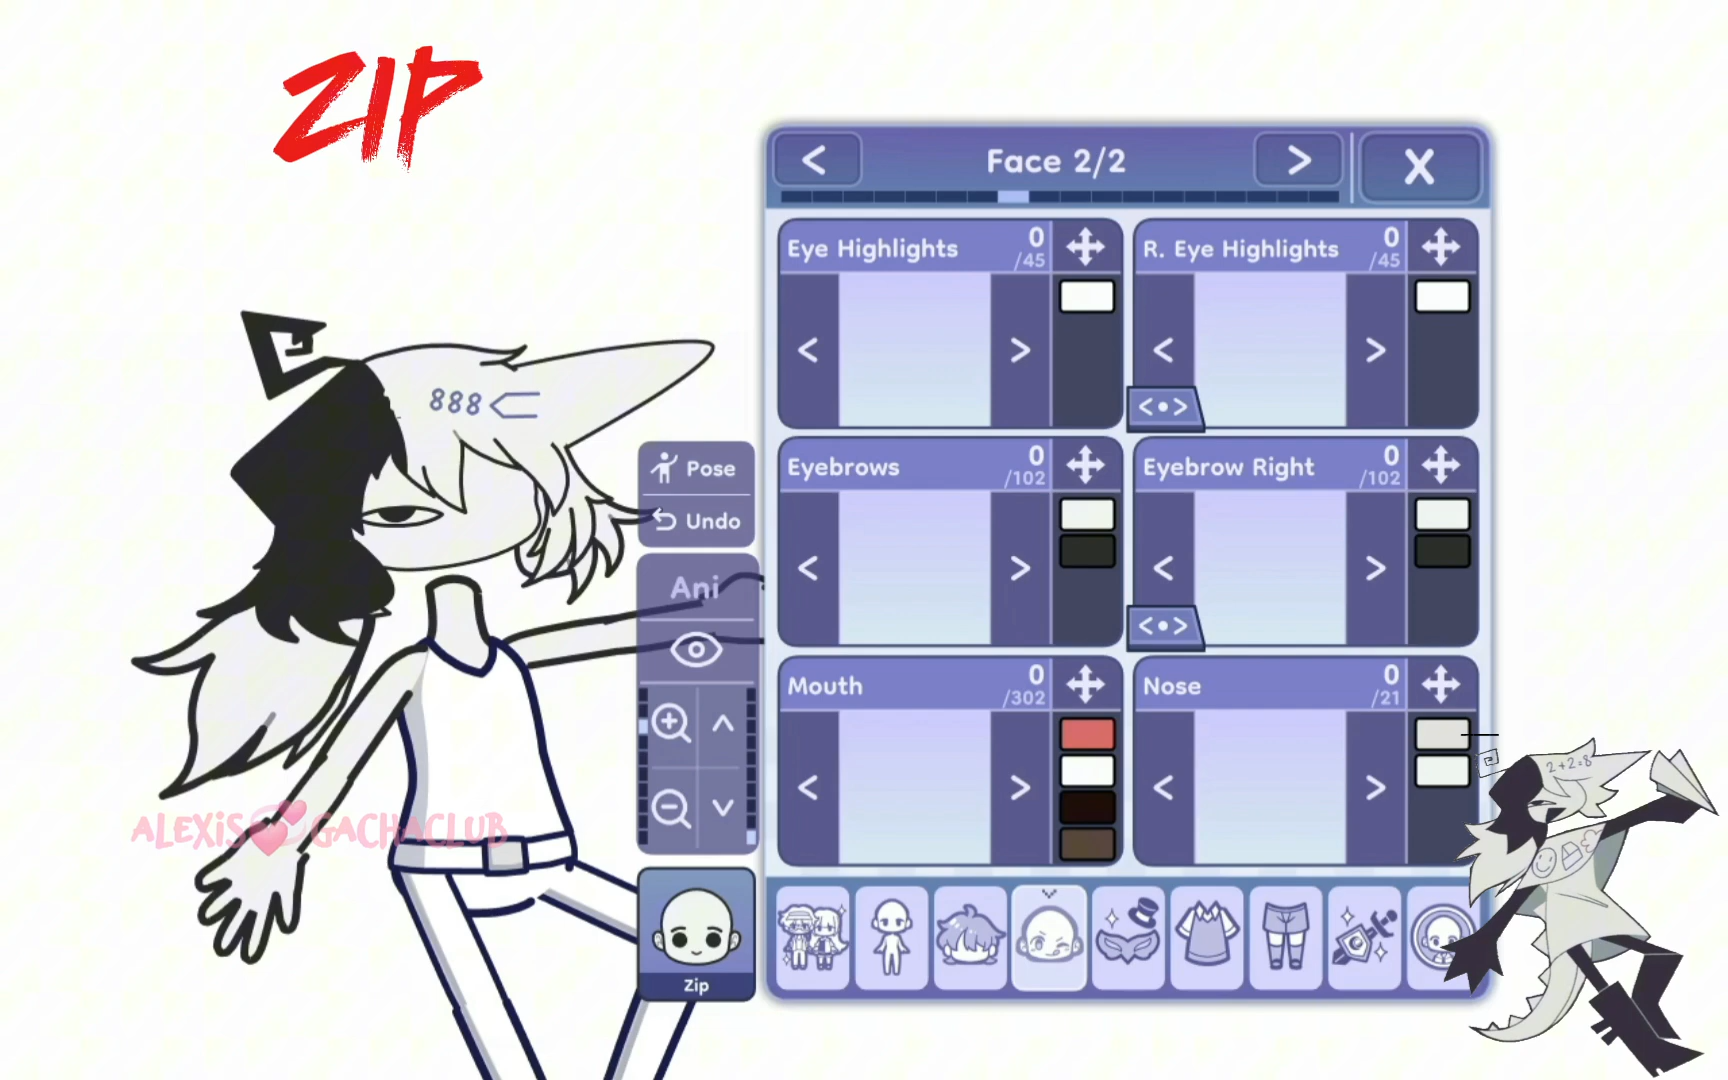 ZIP
Face 2/2
Eye Highlights 0 /45
R. Eye Highlights 0 /45
888
Pose
Undo
Eyebrows 0 /102
Eyebrow Right 0 /102
Ani
Mouth 0 /302
Nose 0 /21
2+2=8
ALEXiS GACHACLUB
Zip